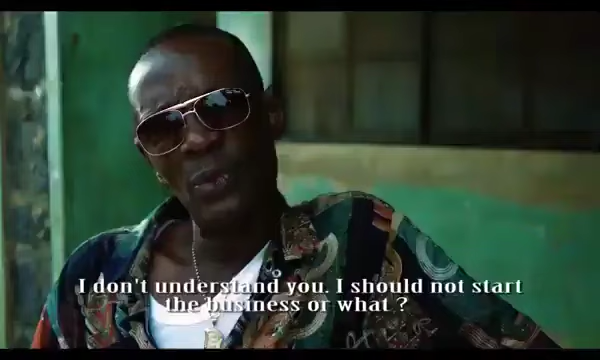 I don't understand you. I should not start
the business or what ?